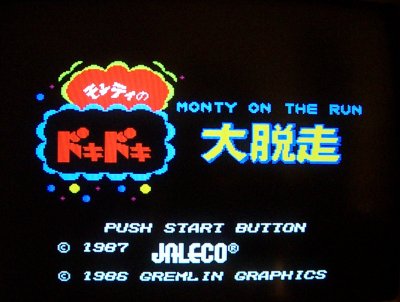 モンティの
MONTY ON THE RUN
ドキドキ
大脱走
PUSH START BUTTON
© 1987 JALECO®
© 1986 GREMLIN GRAPHICS